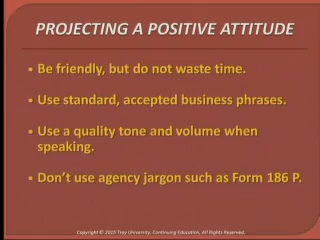 PROJECTING A POSITIVE ATTITUDE
• Be friendly, but do not waste time.
• Use standard, accepted business phrases.
• Use a quality tone and volume when
speaking.
• Don't use agency jargon such as Form 186 P.
Copyright © 2015 Troy University, Continuing Education, All Rights Reserved.